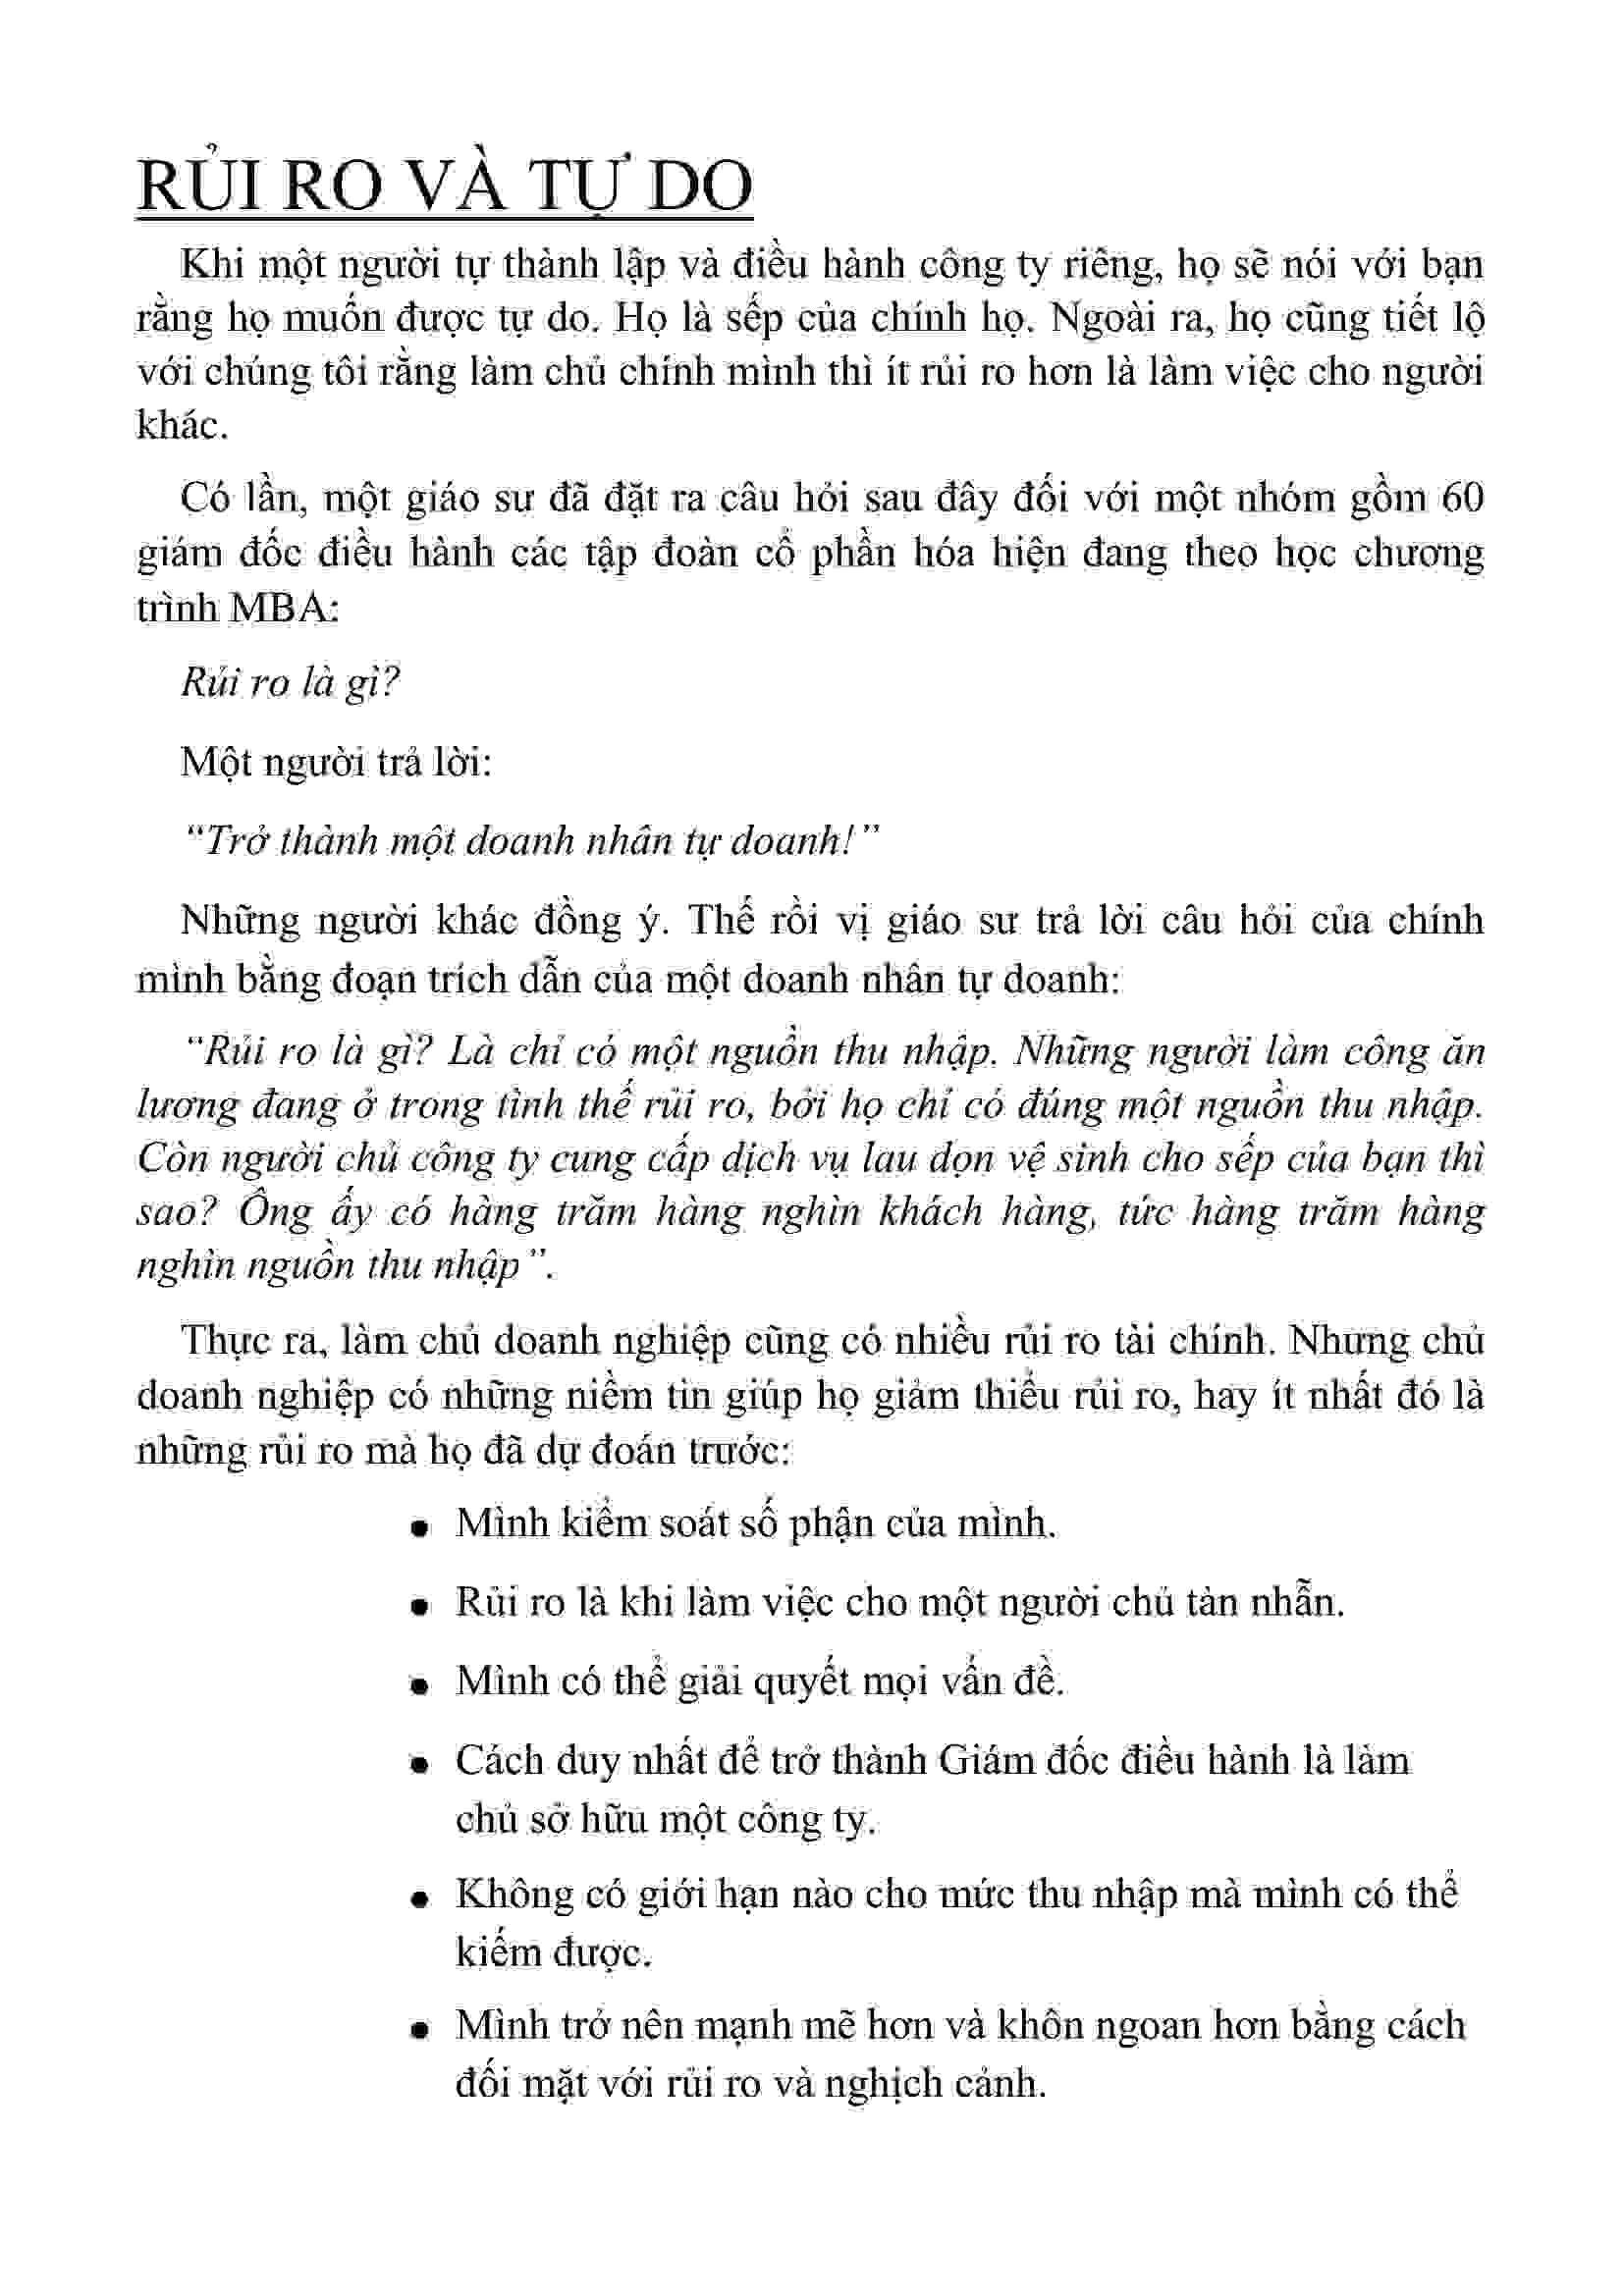 RỦI RO VÀ TỰ DO
Khi một người tự thành lập và điều hành công ty riêng, họ sẽ nói với bạn
rằng họ muốn được tự do. Họ là sếp của chính họ. Ngoài ra, họ cũng tiết lộ
với chúng tôi rằng làm chủ chính mình thì ít rủi ro hơn là làm việc cho người
khác.
Có lần, một giáo sư đã đặt ra câu hỏi sau đây đối với một nhóm gồm 60
giám đốc điều hành các tập đoàn cổ phần hóa hiện đang theo học chương
trình MBA:
Rủi ro là gì?
Một người trả lời:
“Trở thành một doanh nhân tự doanh!”
Những người khác đồng ý. Thế rồi vị giáo sư trả lời câu hỏi của chính
mình bằng đoạn trích dẫn của một doanh nhân tự doanh:
“Rủi ro là gì? Là chỉ có một nguồn thu nhập. Những người làm công ăn
lương đang ở trong tình thế rủi ro, bởi họ chỉ có đúng một nguồn thu nhập.
Còn người chủ công ty cung cấp dịch vụ lau dọn vệ sinh cho sếp của bạn thì
sao? Ông ấy có hàng trăm hàng nghìn khách hàng, tức hàng trăm hàng
nghìn nguồn thu nhập”.
Thực ra, làm chủ doanh nghiệp cũng có nhiều rủi ro tài chính. Nhưng chủ
doanh nghiệp có những niềm tin giúp họ giảm thiểu rủi ro, hay ít nhất đó là
những rủi ro mà họ đã dự đoán trước:
● Mình kiểm soát số phận của mình.
● Rủi ro là khi làm việc cho một người chủ tàn nhẫn.
● Mình có thể giải quyết mọi vấn đề.
● Cách duy nhất để trở thành Giám đốc điều hành là làm
chủ sở hữu một công ty.
● Không có giới hạn nào cho mức thu nhập mà mình có thể
kiếm được.
● Mình trở nên mạnh mẽ hơn và khôn ngoan hơn bằng cách
đối mặt với rủi ro và nghịch cảnh.